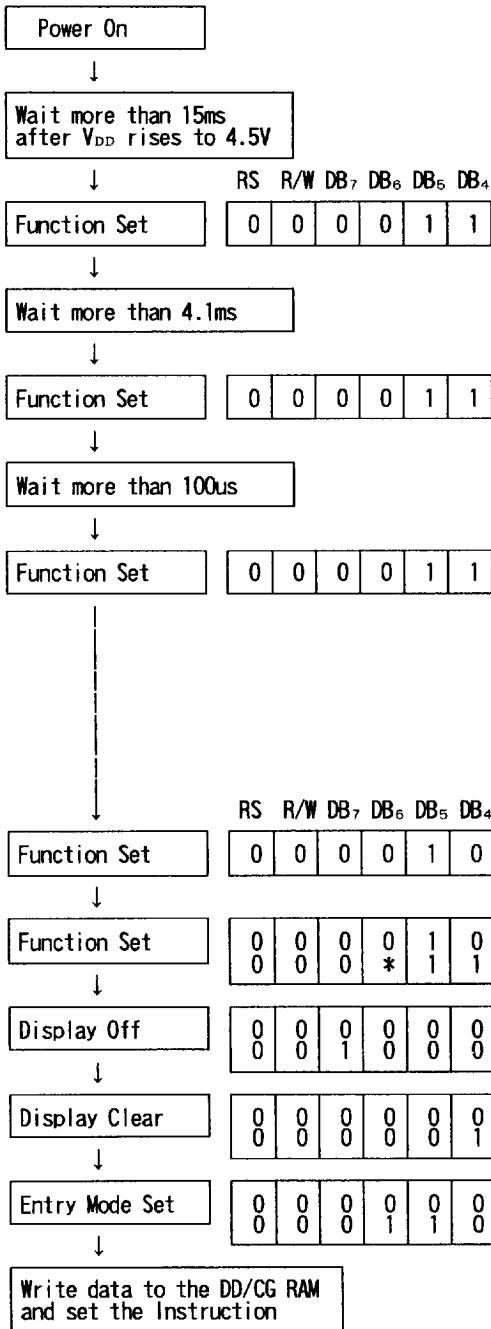 Power On
↓
Wait more than 15ms
after V_DD rises to 4.5V
↓
RS R/W DB₇ DB₆ DB₅ DB₄
Function Set 0 0 0 0 1 1
↓
Wait more than 4.1ms
↓
Function Set 0 0 0 0 1 1
↓
Wait more than 100us
↓
Function Set 0 0 0 0 1 1
↓
RS R/W DB₇ DB₆ DB₅ DB₄
Function Set 0 0 0 0 1 0
↓
Function Set 0 0 0 0 1 0
0 0 0 * 1 1
↓
Display Off 0 0 0 0 0 0
0 0 1 0 0 0
↓
Display Clear 0 0 0 0 0 0
0 0 0 0 0 1
↓
Entry Mode Set 0 0 0 0 0 0
0 0 0 1 1 0
↓
Write data to the DD/CG RAM
and set the Instruction